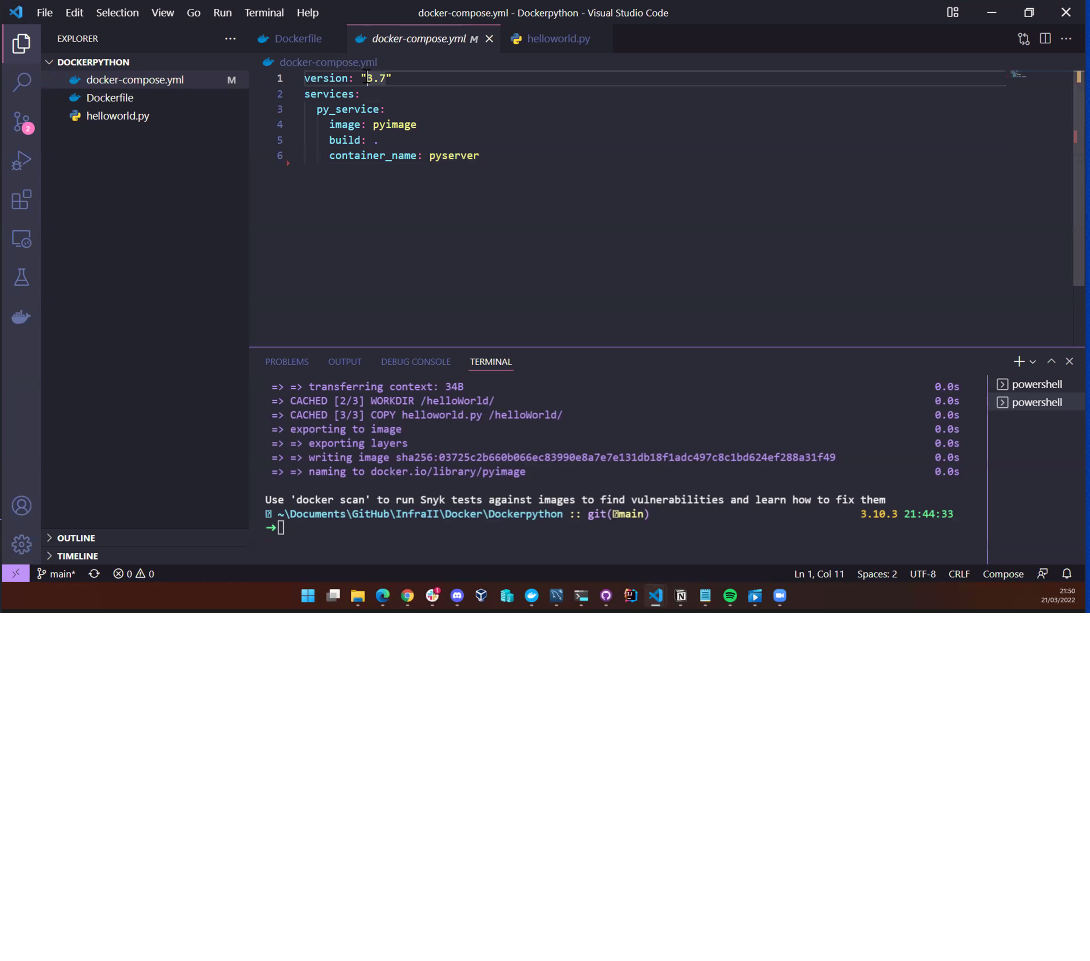 File Edit Selection View Go Run Terminal Help
docker-compose.yml - Dockerpython - Visual Studio Code
EXPLORER
DOCKERPYTHON
docker-compose.yml M
Dockerfile
helloworld.py
OUTLINE
TIMELINE
2
Dockerfile docker-compose.yml M helloworld.py
docker-compose.yml
1 version: "3.7"
2 services:
3 py_service:
4 image: pyimage
5 build: .
6 container_name: pyserver
PROBLEMS OUTPUT DEBUG CONSOLE TERMINAL
=> => transferring context: 34B 0.0s
=> CACHED [2/3] WORKDIR /helloWorld/ 0.0s
=> CACHED [3/3] COPY helloworld.py /helloWorld/ 0.0s
=> exporting to image 0.0s
=> => exporting layers 0.0s
=> => writing image sha256:03725c2b660b066ec83990e8a7e7e131db18f1adc497c8c1bd624ef288a31f49 0.0s
=> => naming to docker.io/library/pyimage 0.0s
Use 'docker scan' to run Snyk tests against images to find vulnerabilities and learn how to fix them
~\Documents\GitHub\InfraII\Docker\Dockerpython :: git(main) 3.10.3 21:44:33
→
powershell
powershell
main* 0 0 Ln 1, Col 11 Spaces: 2 UTF-8 CRLF Compose
21:50
21/03/2022